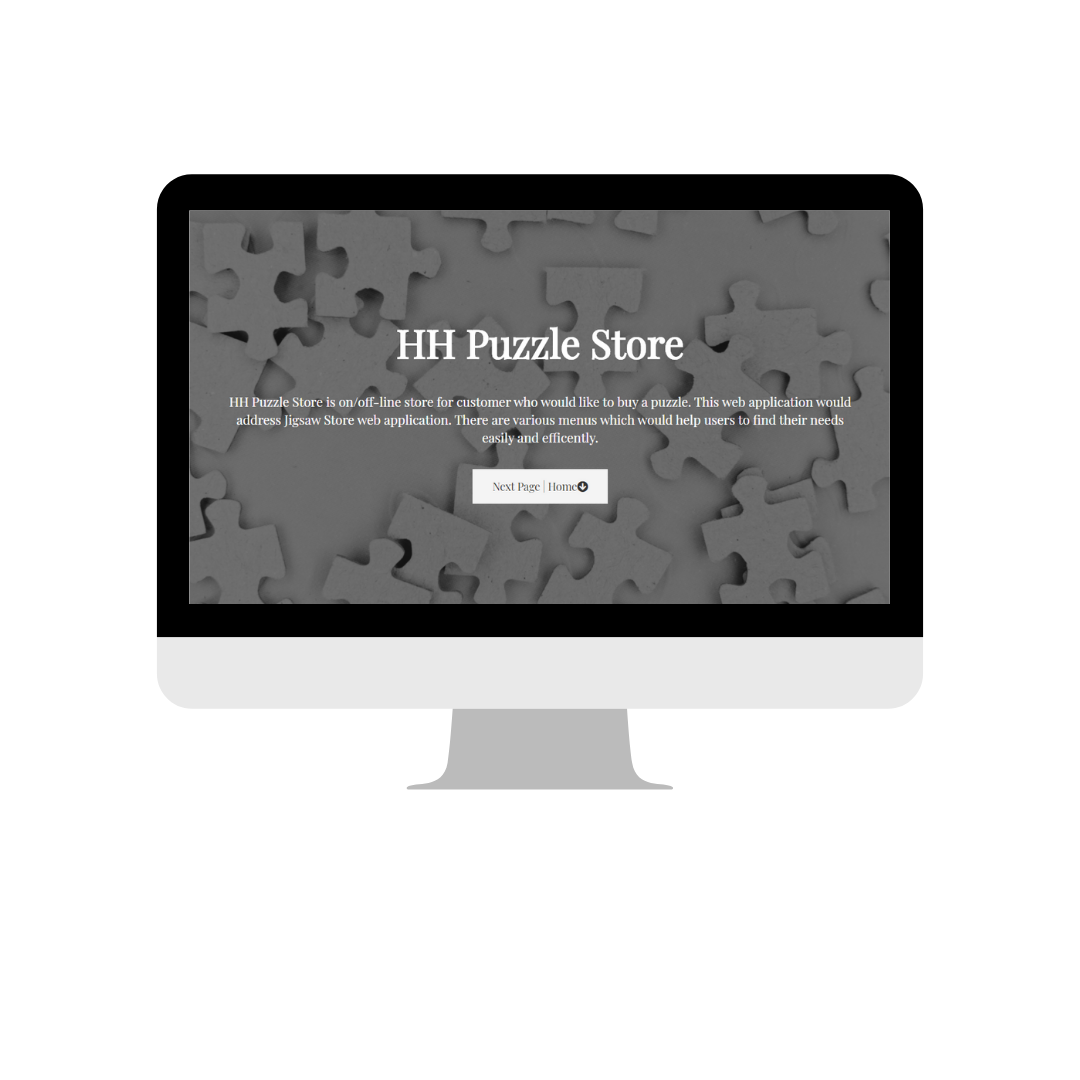 HH Puzzle Store
HH Puzzle Store is on/off-line store for customer who would like to buy a puzzle. This web application would
address Jigsaw Store web application. There are various menus which would help users to find their needs
easily and efficently.
Next Page | Home